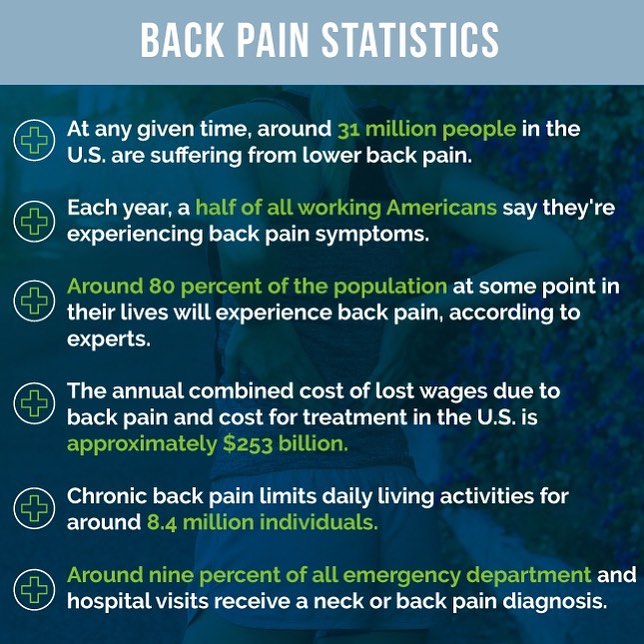 BACK PAIN STATISTICS
At any given time, around 31 million people in the
U.S. are suffering from lower back pain.
Each year, a half of all working Americans say they're
experiencing back pain symptoms.
Around 80 percent of the population at some point in
their lives will experience back pain, according to
experts.
The annual combined cost of lost wages due to
back pain and cost for treatment in the U.S. is
approximately $253 billion.
Chronic back pain limits daily living activities for
around 8.4 million individuals.
Around nine percent of all emergency department and
hospital visits receive a neck or back pain diagnosis.